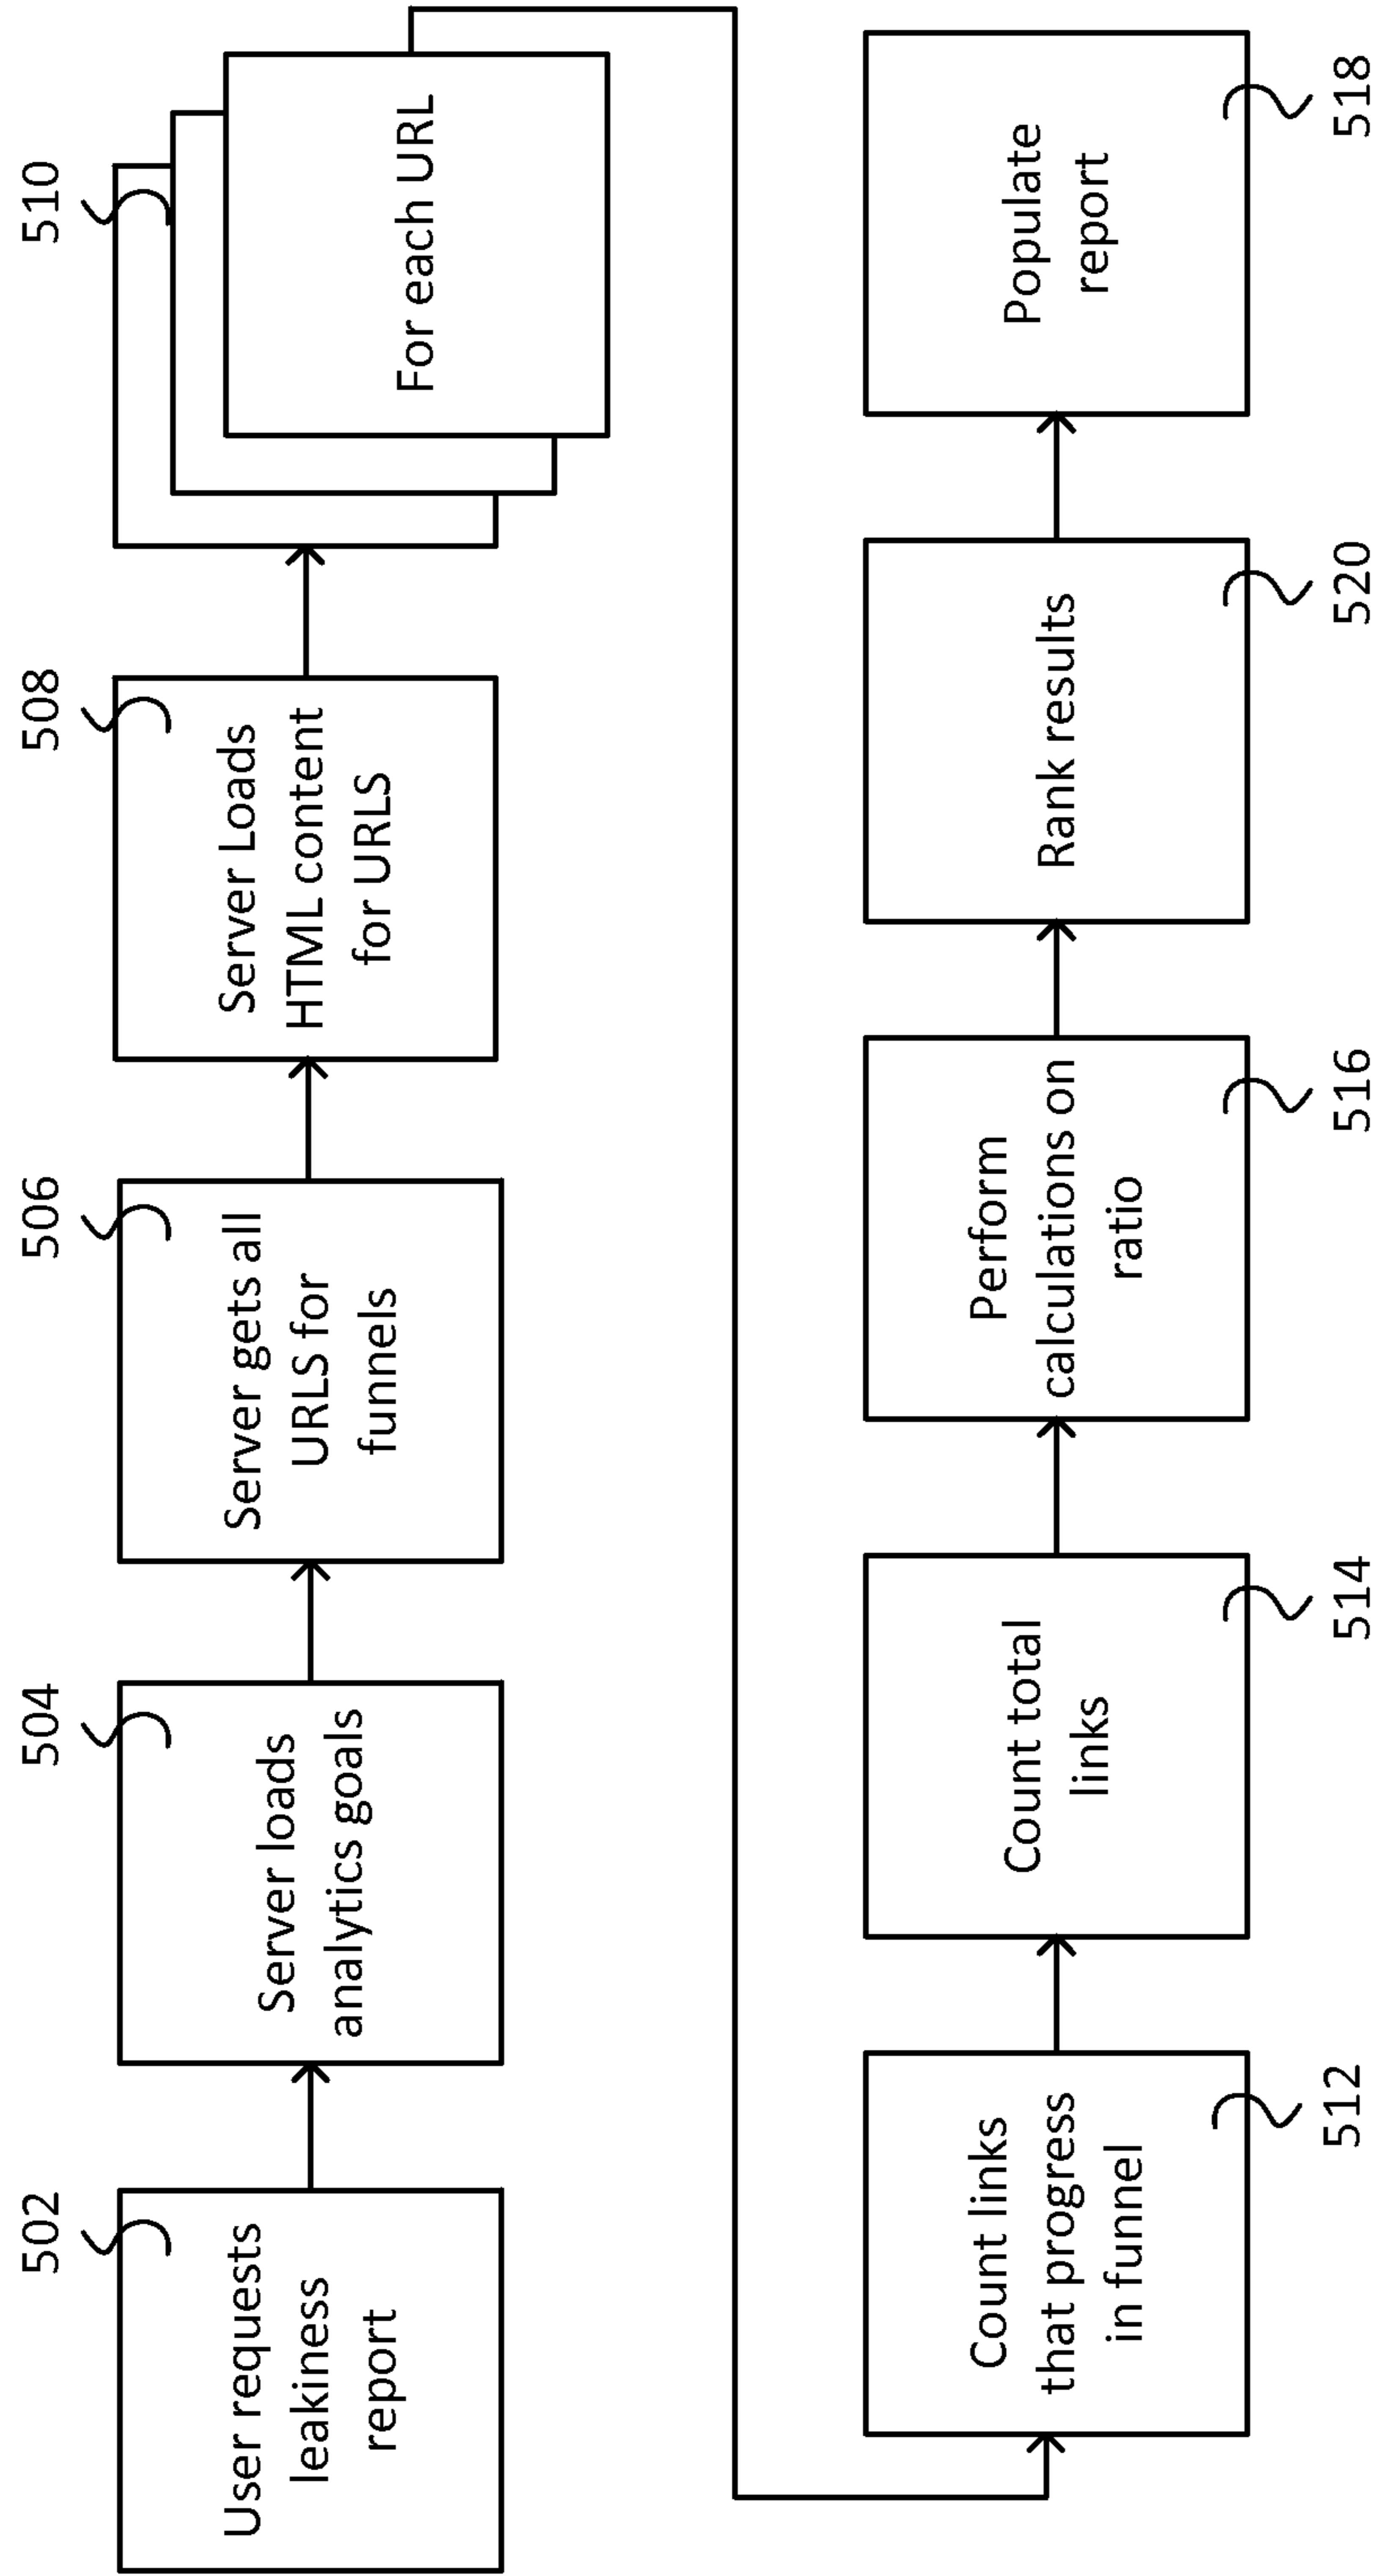 502
User requests
leakiness
report
504
Server loads
analytics goals
506
Server gets all
URLS for
funnels
508
Server Loads
HTML content
for URLS
510
For each URL
Count links
that progress
in funnel
512
Count total
links
514
Perform
calculations on
ratio
516
Rank results
520
Populate
report
518